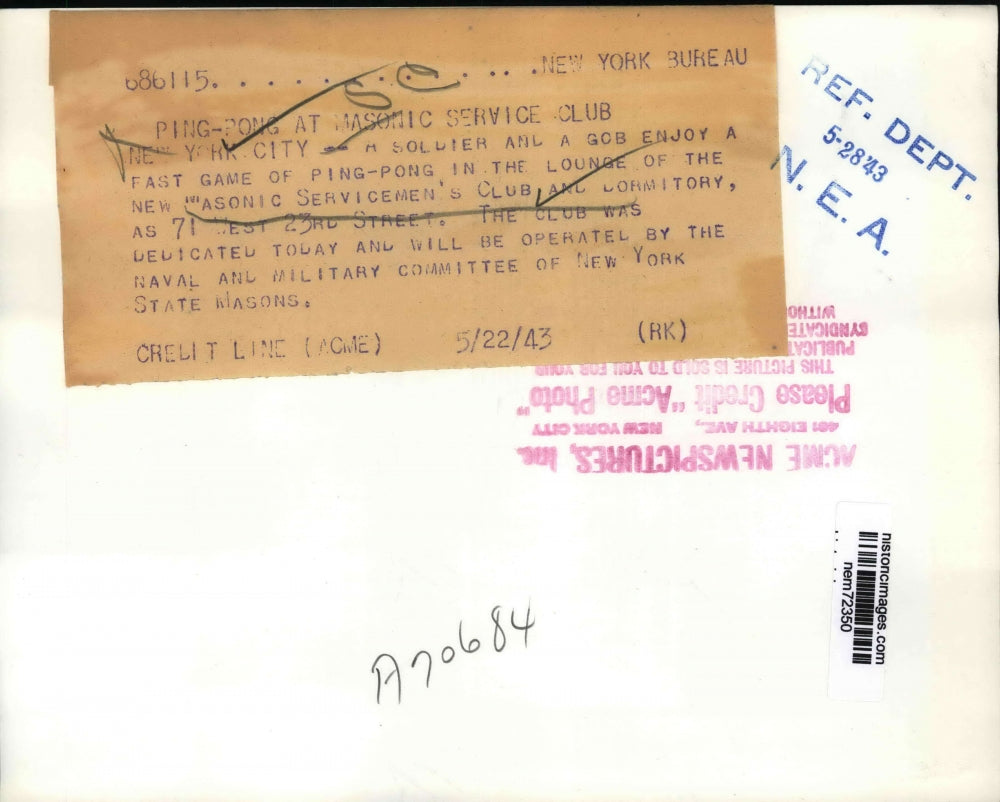 686115. . . . . . . . . . . . .NEW YORK BUREAU
PING-PONG AT MASONIC SERVICE CLUB
NEW YORK CITY -- A SOLDIER AND A GOB ENJOY A
FAST GAME OF PING-PONG IN THE LOUNGE OF THE
NEW MASONIC SERVICEMEN'S CLUB AND DORMITORY,
AS 71 WEST 23RD STREET. THE CLUB WAS
DEDICATED TODAY AND WILL BE OPERATED BY THE
NAVAL AND MILITARY COMMITTEE OF NEW YORK
STATE MASONS.
CREDIT LINE (ACME) 5/22/43 (RK)
REF. DEPT.
5-28'43
N. E. A.
ACME NEWSPICTURES, Inc.
461 EIGHTH AVE., NEW YORK CITY
Please Credit "Acme Photo"
THIS PICTURE IS SOLD TO YOU FOR YOUR
PUBLICAT
SYNDICATE
WITHO
historicimages.com
nem72350
A70684